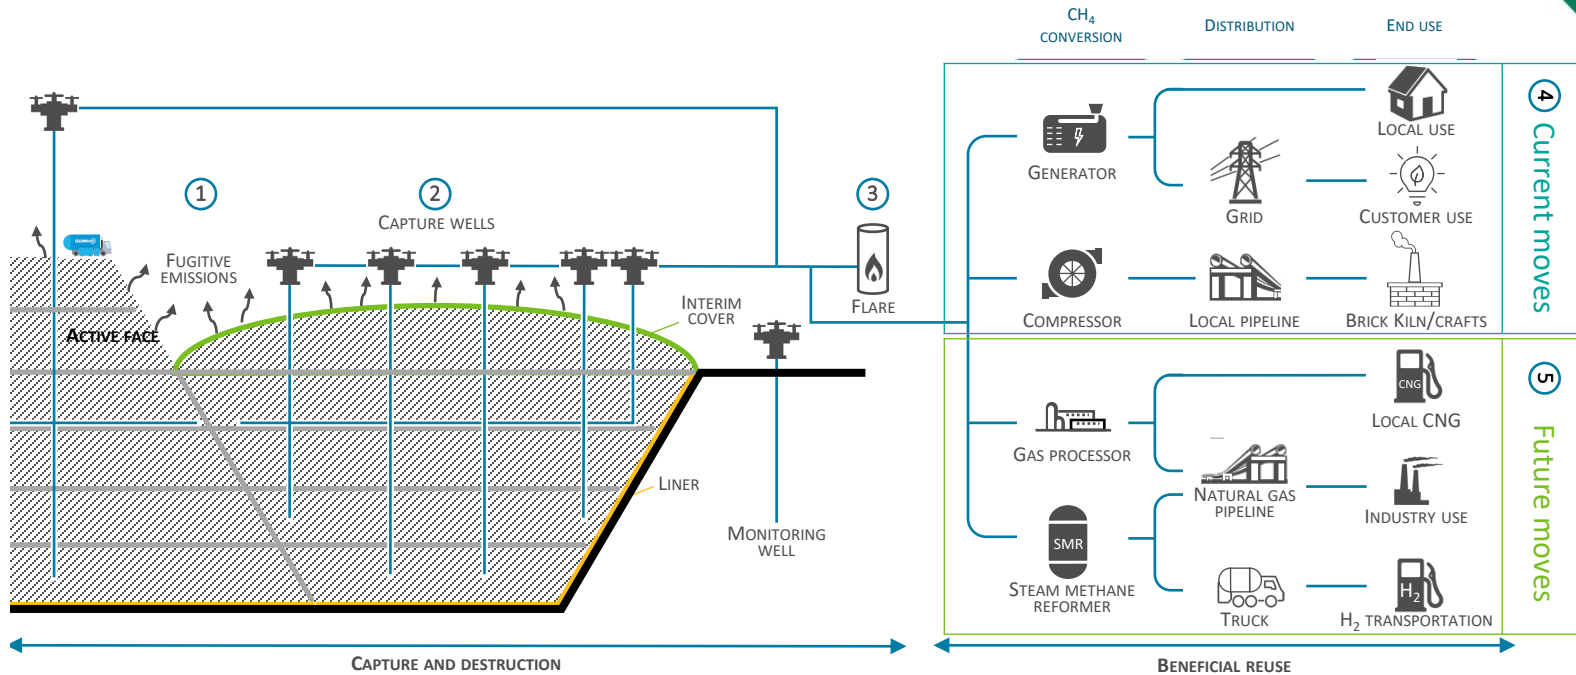 CH4
CONVERSION
DISTRIBUTION
END USE
1
FUGITIVE
EMISSIONS
ACTIVE FACE
2
CAPTURE WELLS
INTERIM
COVER
LINER
3
FLARE
MONITORING
WELL
GENERATOR
GRID
LOCAL USE
CUSTOMER USE
COMPRESSOR
LOCAL PIPELINE
BRICK KILN/CRAFTS
4 Current moves
GAS PROCESSOR
CNG
LOCAL CNG
NATURAL GAS
PIPELINE
INDUSTRY USE
SMR
STEAM METHANE
REFORMER
TRUCK
H2
H2 TRANSPORTATION
5 Future moves
CAPTURE AND DESTRUCTION
BENEFICIAL REUSE